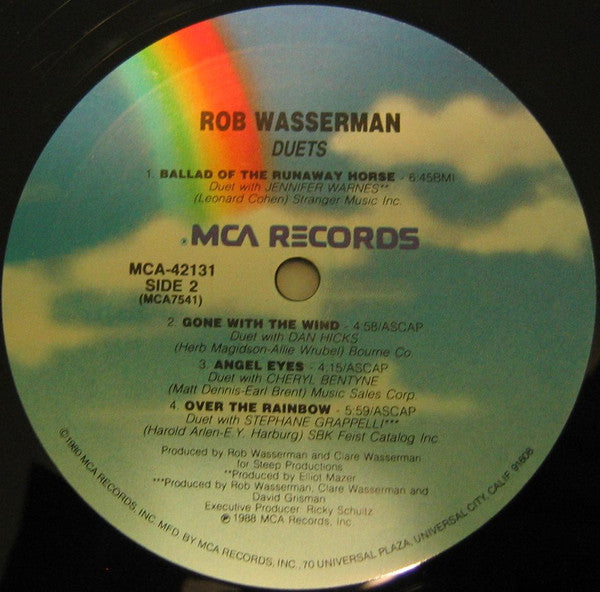 ROB WASSERMAN
DUETS
1. BALLAD OF THE RUNAWAY HORSE - 6:45BMI
Duet with JENNIFER WARNES**
(Leonard Cohen) Stranger Music Inc.
MCA RECORDS
MCA-42131
SIDE 2
(MCA7541)
2. GONE WITH THE WIND - 4:58/ASCAP
Duet with DAN HICKS
(Herb Magidson-Allie Wrubel) Bourne Co
3. ANGEL EYES - 4:15/ASCAP
Duet with CHERYL BENTYNE
(Matt Dennis-Earl Brent) Music Sales Corp.
4. OVER THE RAINBOW - 5:59/ASCAP
Duet with STEPHANE GRAPPELLI***
(Harold Arlen-E.Y. Harburg) SBK Feist Catalog Inc
Produced by Rob Wasserman and Clare Wasserman
for Steep Productions
**Produced by Elliot Mazer
***Produced by Rob Wasserman, Clare Wasserman and
David Grisman
Executive Producer: Ricky Schultz
℗ 1988 MCA Records, Inc.
©1980 MCA RECORDS, INC. MFD. BY MCA RECORDS, INC., 70 UNIVERSAL PLAZA, UNIVERSAL CITY, CALIF. 91608